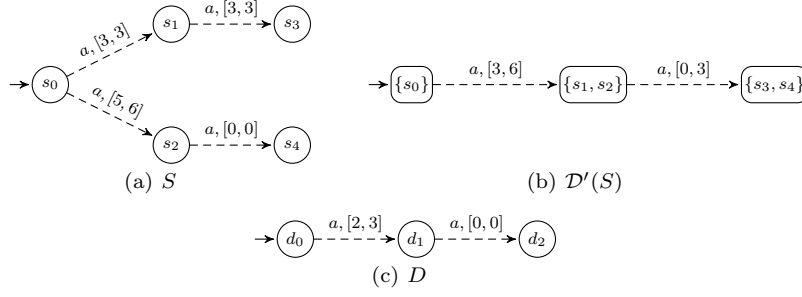 a, [3, 3]
a, [3, 3]
s₀
s₁
s₃
a, [5, 6]
a, [0, 0]
s₂
s₄
(a) S
a, [3, 6]
a, [0, 3]
{s₀}
{s₁, s₂}
{s₃, s₄}
(b) 𝒟′(S)
a, [2, 3]
a, [0, 0]
d₀
d₁
d₂
(c) D